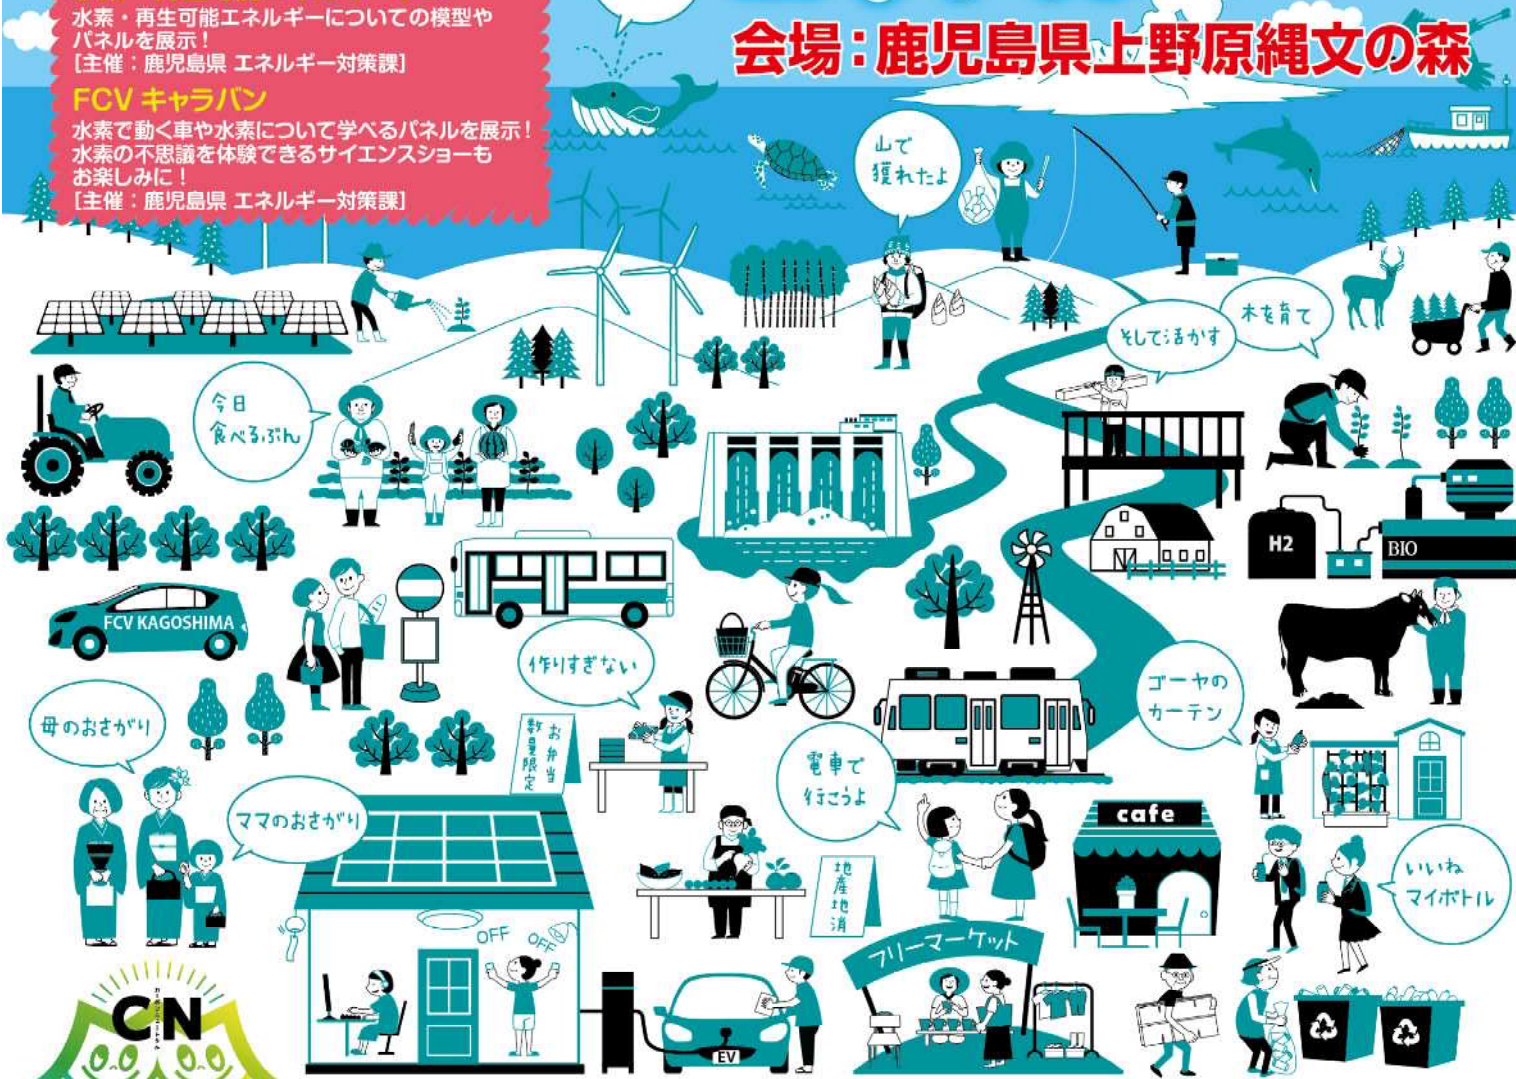 水素・再生可能エネルギーについての模型や
パネルを展示！
［主催：鹿児島県 エネルギー対策課］
FCV キャラバン
水素で動く車や水素について学べるパネルを展示！
水素の不思議を体験できるサイエンスショーも
お楽しみに！
［主催：鹿児島県 エネルギー対策課］
会場：鹿児島県上野原縄文の森
山で
獲れたよ
木を育て
そして活かす
今日
食べるぶん
H2
BIO
FCV KAGOSHIMA
作りすぎない
ゴーヤの
カーテン
母のおさがり
お弁当
数量限定
電車で
行こうよ
ママのおさがり
cafe
地産地消
いいね
マイボトル
OFF
OFF
フリーマーケット
CN
カーボンニュートラル
EV